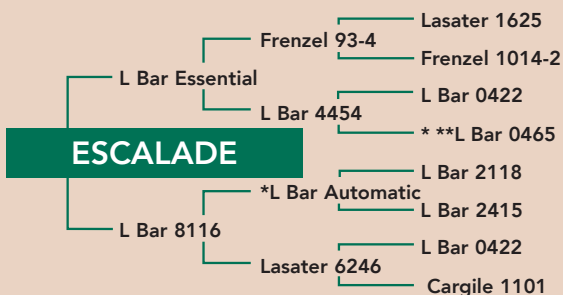 Lasater 1625
Frenzel 93-4
Frenzel 1014-2
L Bar Essential
L Bar 0422
L Bar 4454
* **L Bar 0465
ESCALADE
L Bar 2118
*L Bar Automatic
L Bar 2415
L Bar 8116
L Bar 0422
Lasater 6246
Cargile 1101